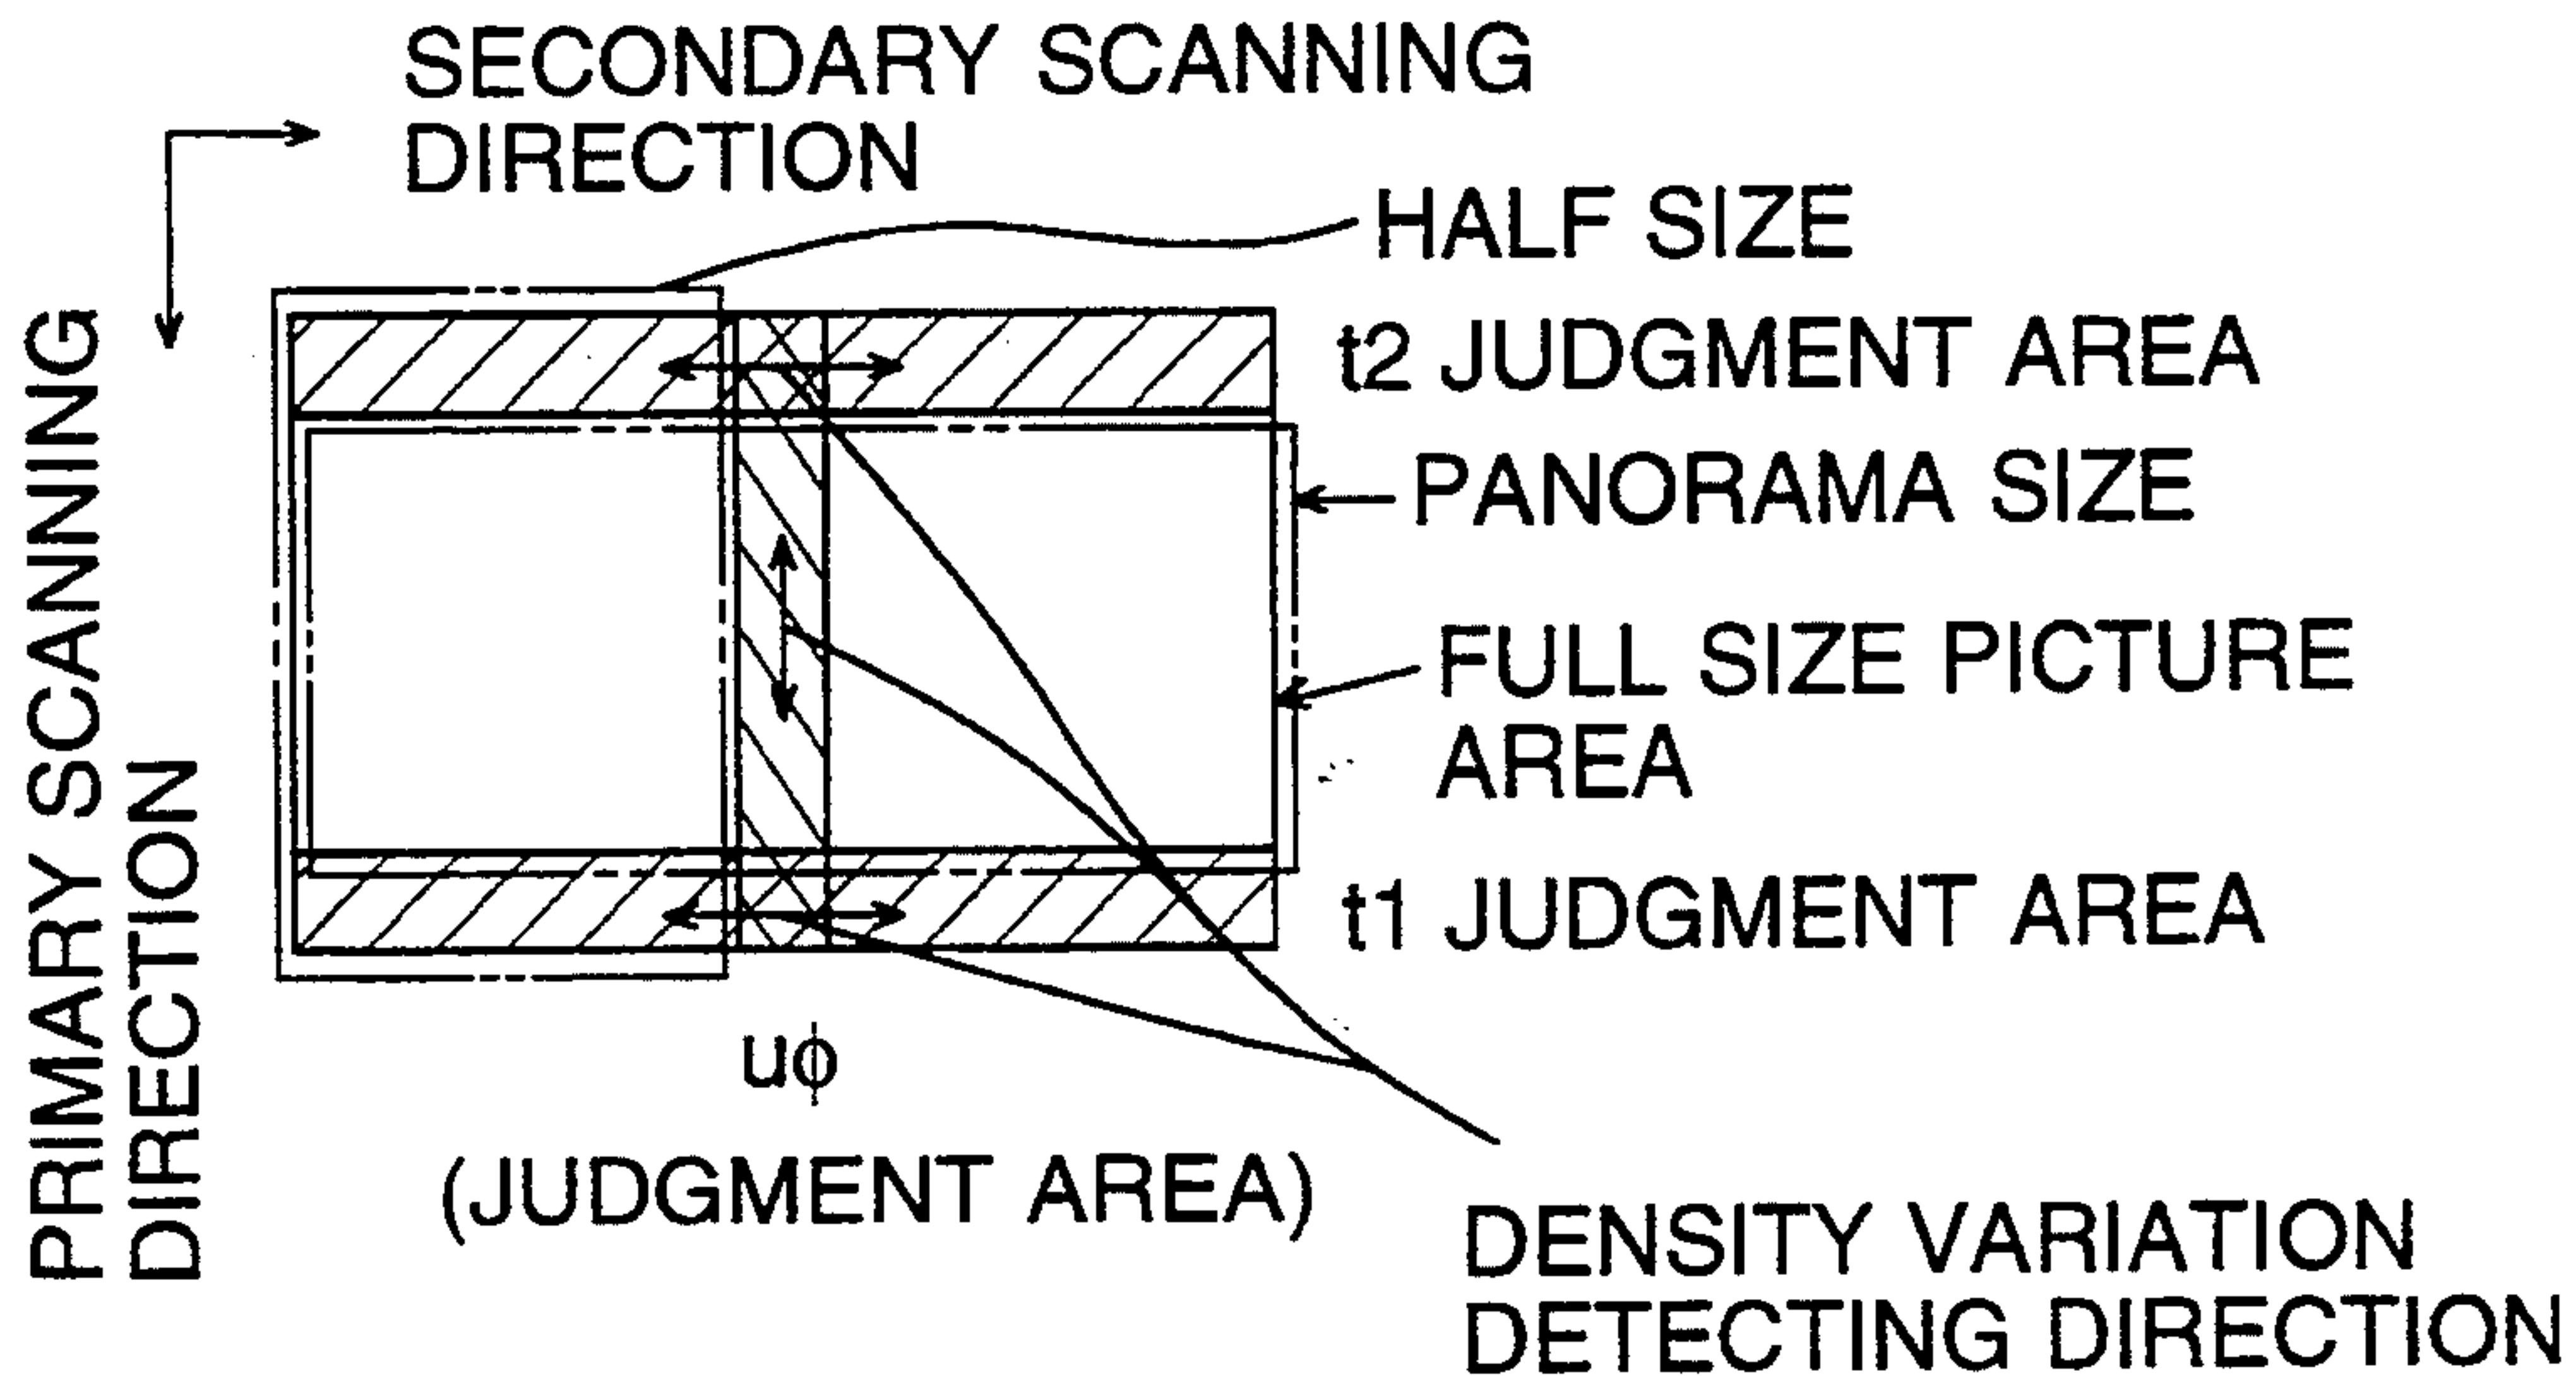 SECONDARY SCANNING
DIRECTION
HALF SIZE
t2 JUDGMENT AREA
PANORAMA SIZE
FULL SIZE PICTURE
AREA
t1 JUDGMENT AREA
PRIMARY SCANNING
DIRECTION
uϕ
(JUDGMENT AREA)
DENSITY VARIATION
DETECTING DIRECTION